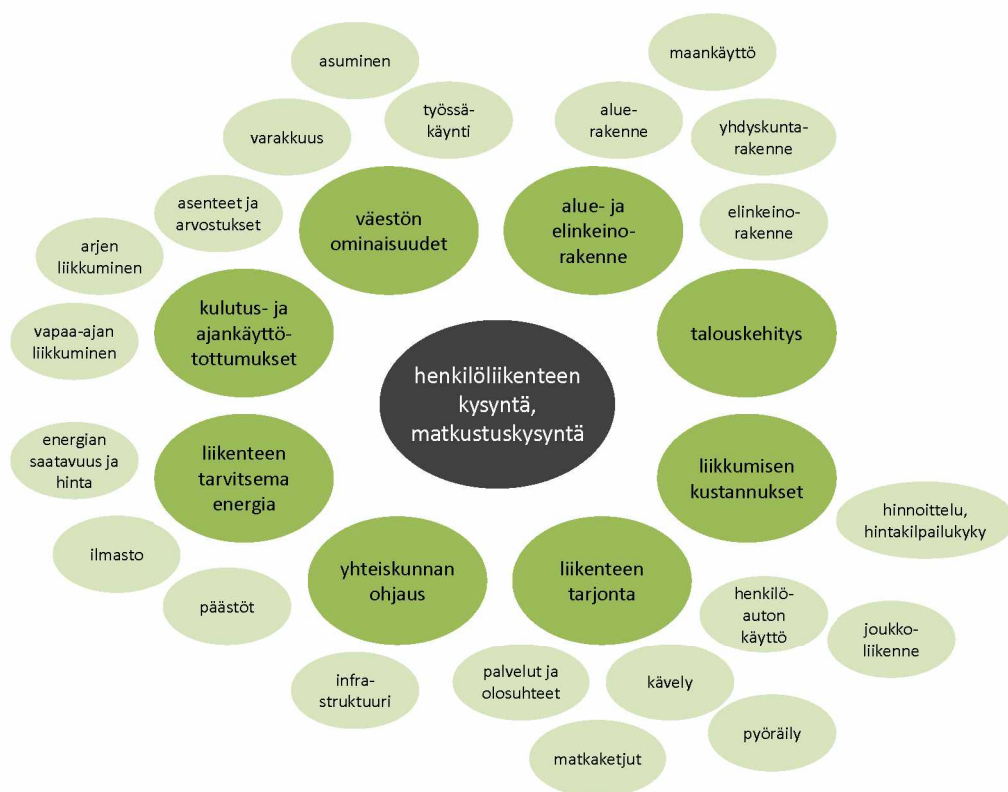 asuminen
maankäyttö
varakkuus
työssä-
käynti
alue-
rakenne
yhdyskunta-
rakenne
asenteet ja
arvostukset
väestön
ominaisuudet
alue- ja
elinkeino-
rakenne
elinkeino-
rakenne
arjen
liikkuminen
vapaa-ajan
liikkuminen
kulutus- ja
ajankäyttö-
tottumukset
talouskehitys
henkilöliikenteen
kysyntä,
matkustuskysyntä
energian
saatavuus ja
hinta
liikenteen
tarvitsema
energia
liikkumisen
kustannukset
hinnoittelu,
hintakilpailukyky
ilmasto
päästöt
yhteiskunnan
ohjaus
liikenteen
tarjonta
henkilö-
auton
käyttö
joukko-
liikenne
infra-
struktuuri
palvelut ja
olosuhteet
kävely
pyöräily
matkaketjut